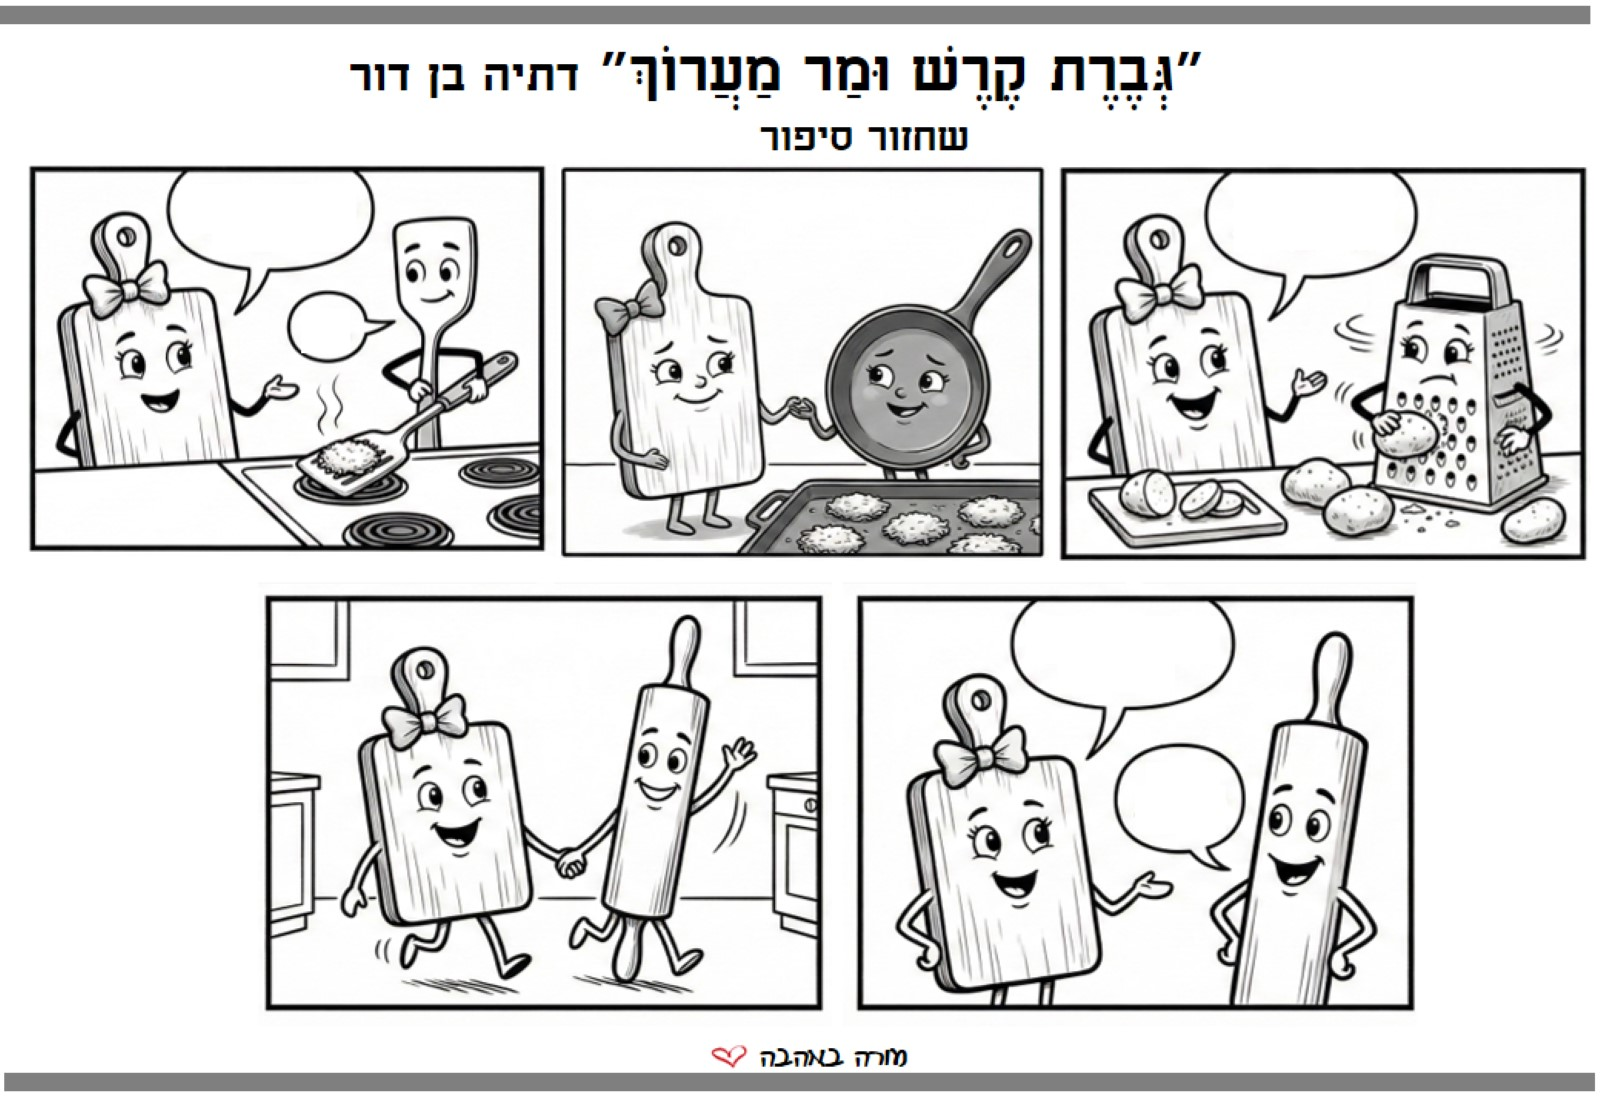 "גְּבֶרֶת קֶרֶשׁ וּמַר מַעֲרוֹךְ" דתיה בן דור
שחזור סיפור
מורה באהבה